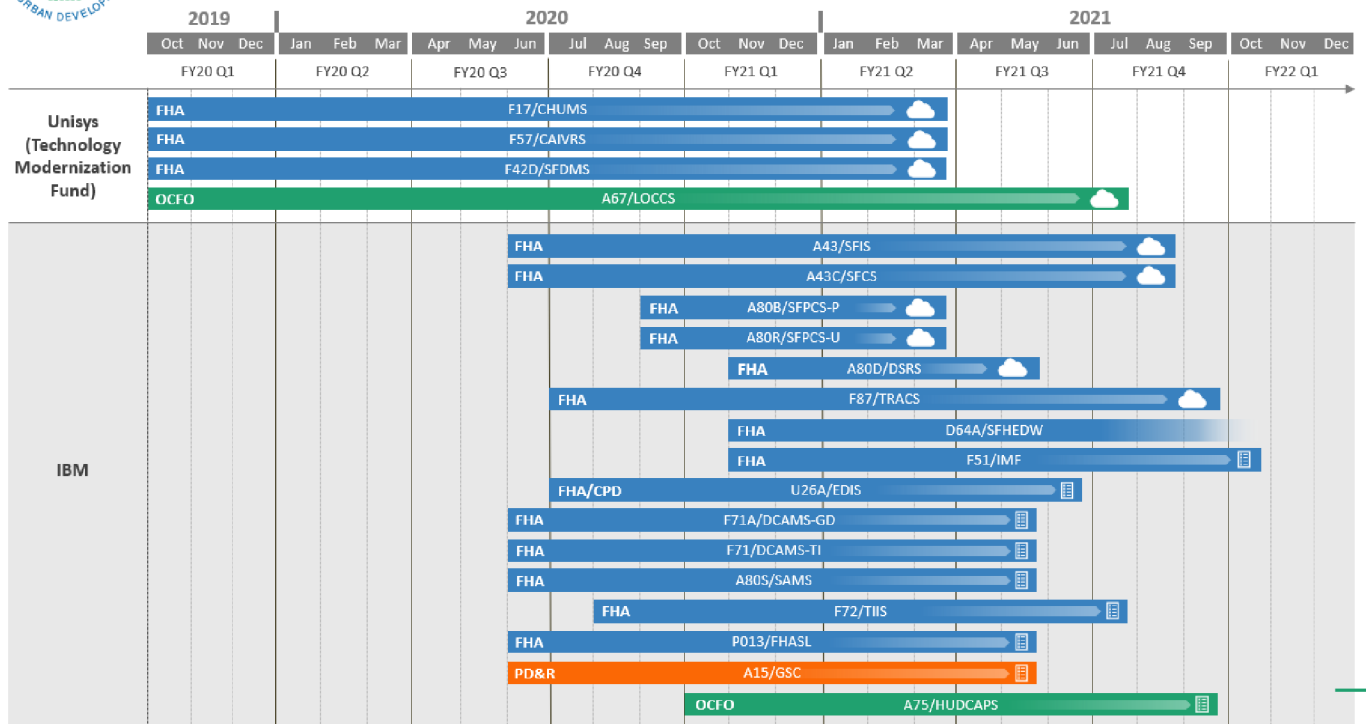 URBAN DEVELOP
2019 2020 2021
Oct Nov Dec Jan Feb Mar Apr May Jun Jul Aug Sep Oct Nov Dec Jan Feb Mar Apr May Jun Jul Aug Sep Oct Nov Dec
FY20 Q1 FY20 Q2 FY20 Q3 FY20 Q4 FY21 Q1 FY21 Q2 FY21 Q3 FY21 Q4 FY22 Q1
Unisys
(Technology
Modernization
Fund)
FHA F17/CHUMS
FHA F57/CAIVRS
FHA F42D/SFDMS
OCFO A67/LOCCS
IBM
FHA A43/SFIS
FHA A43C/SFCS
FHA A80B/SFPCS-P
FHA A80R/SFPCS-U
FHA A80D/DSRS
FHA F87/TRACS
FHA D64A/SFHEDW
FHA F51/IMF
FHA/CPD U26A/EDIS
FHA F71A/DCAMS-GD
FHA F71/DCAMS-TI
FHA A80S/SAMS
FHA F72/TIIS
FHA P013/FHASL
PD&R A15/GSC
OCFO A75/HUDCAPS